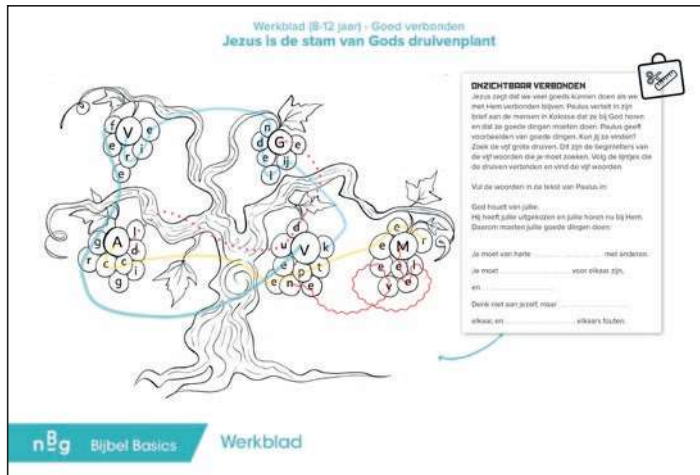 Werkblad (8-12 jaar) - Goed verbonden
Jezus is de stam van Gods druivenplant
f V e
e r i
e
n
d G e
e ij
l
A l
g d
r c c i
g
d
u V k
e p t
e n e
e
e M r
e e l
y e
ONZICHTBAAR VERBONDEN
Jezus zegt dat we veel goeds kunnen doen als we
met Hem verbonden blijven. Paulus vertelt in zijn
brief aan de mensen in Kolosse dat ze bij God horen
en dat ze goede dingen moeten doen. Paulus geeft
voorbeelden van goede dingen. Kun jij ze vinden?
Zoek de vijf grote druiven. Dit zijn de beginletters van
de vijf woorden die je moet zoeken. Volg de lijntjes die
de druiven verbinden en vind de vijf woorden.
Vul de woorden in de tekst van Paulus in:
God houdt van jullie.
Hij heeft jullie uitgekozen en jullie horen nu bij Hem.
Daarom moeten jullie goede dingen doen:
Je moet van harte met anderen.
Je moet voor elkaar zijn,
en
Denk niet aan jezelf, maar
elkaar, en elkaars fouten.
nBg Bijbel Basics Werkblad